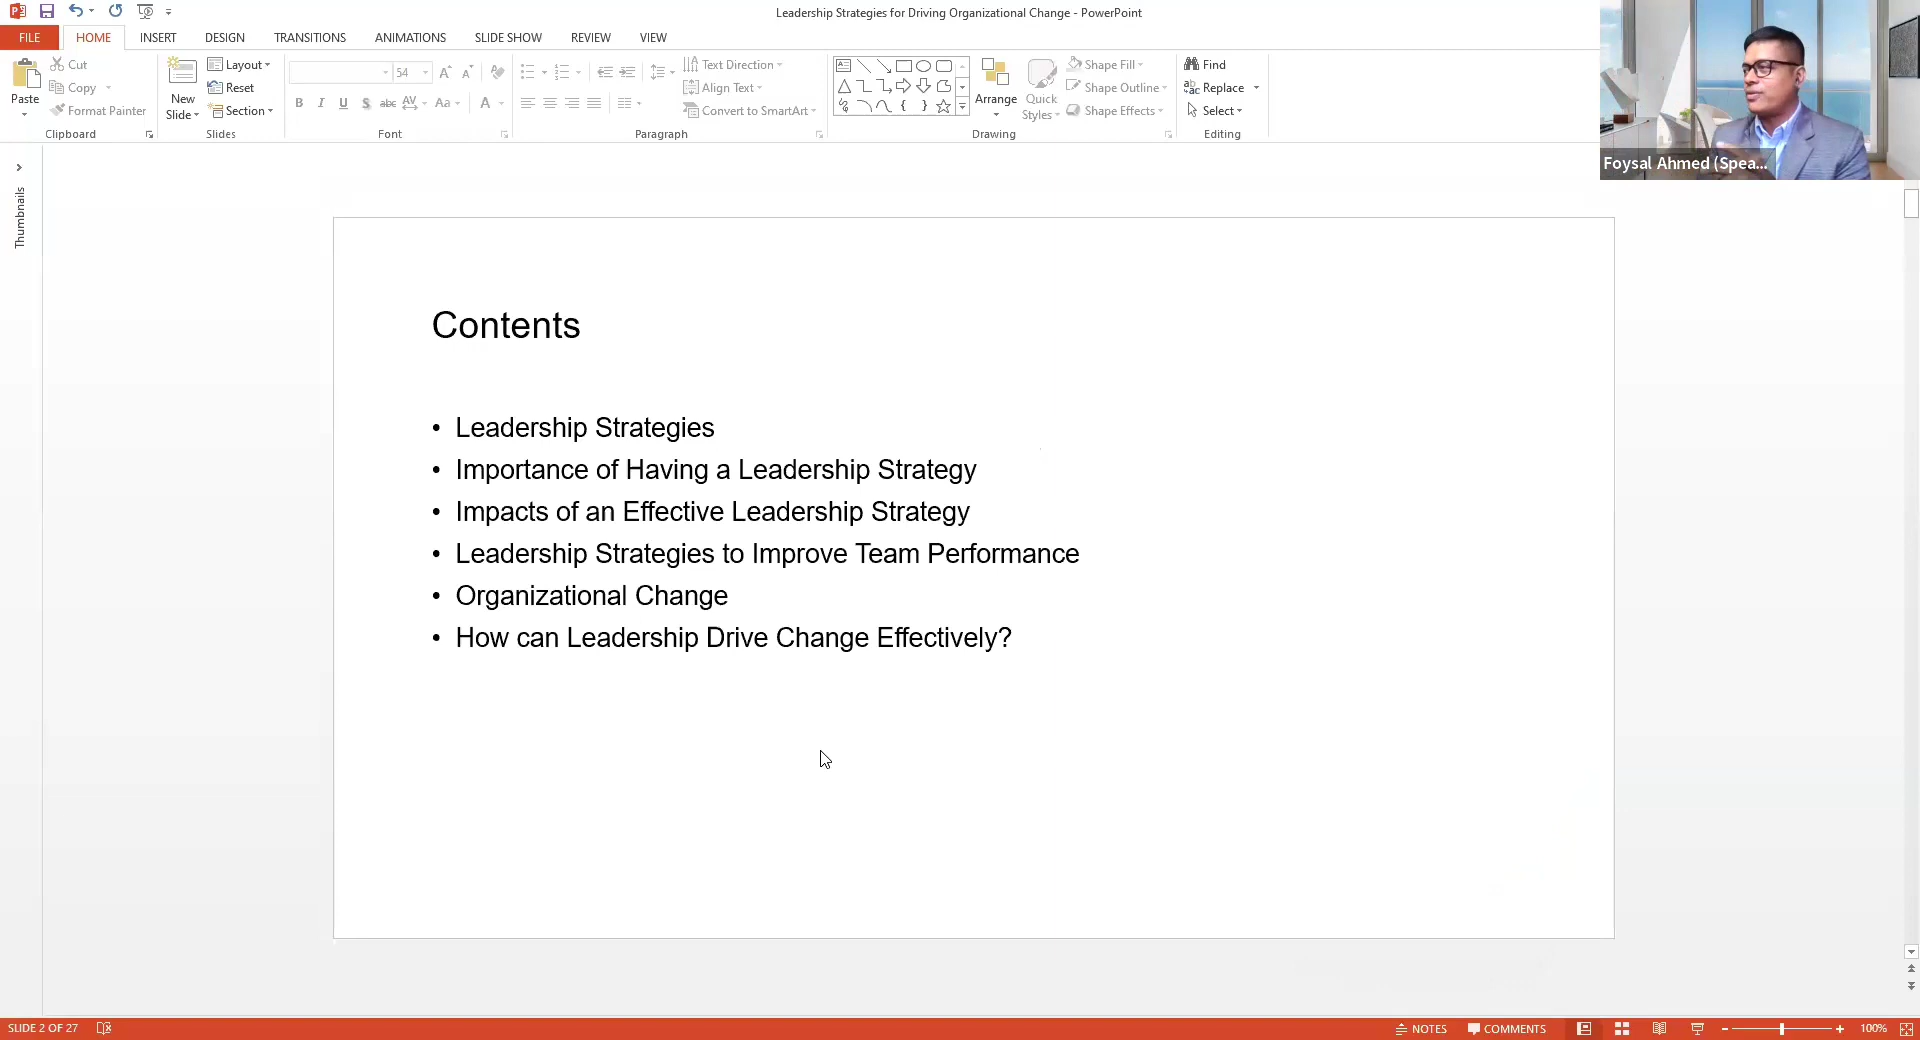 Leadership Strategies for Driving Organizational Change - PowerPoint
FILE HOME INSERT DESIGN TRANSITIONS ANIMATIONS SLIDE SHOW REVIEW VIEW
Paste
Cut
Copy
Format Painter
Clipboard
New
Slide
Layout
Reset
Section
Slides
54
B I U S abc AV Aa A
Font
Text Direction
Align Text
Convert to SmartArt
Paragraph
Arrange
Quick
Styles
Shape Fill
Shape Outline
Shape Effects
Drawing
Find
Replace
Select
Editing
Foysal Ahmed (Spea...
Thumbnails
Contents
• Leadership Strategies
• Importance of Having a Leadership Strategy
• Impacts of an Effective Leadership Strategy
• Leadership Strategies to Improve Team Performance
• Organizational Change
• How can Leadership Drive Change Effectively?
SLIDE 2 OF 27 NOTES COMMENTS 100%